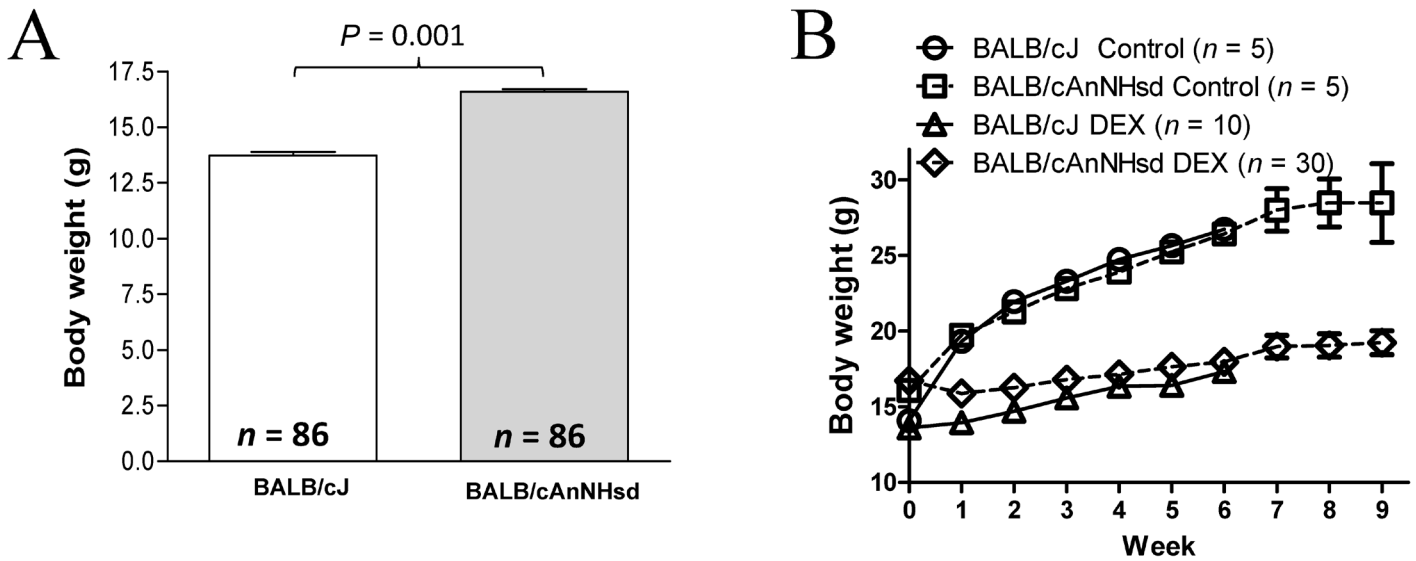 A
P = 0.001
17.5
15.0
12.5
10.0
7.5
5.0
2.5
0.0
Body weight (g)
n = 86
n = 86
BALB/cJ
BALB/cAnNHsd
B
BALB/cJ Control (n = 5)
BALB/cAnNHsd Control (n = 5)
BALB/cJ DEX (n = 10)
BALB/cAnNHsd DEX (n = 30)
30
25
20
15
10
Body weight (g)
0 1 2 3 4 5 6 7 8 9
Week